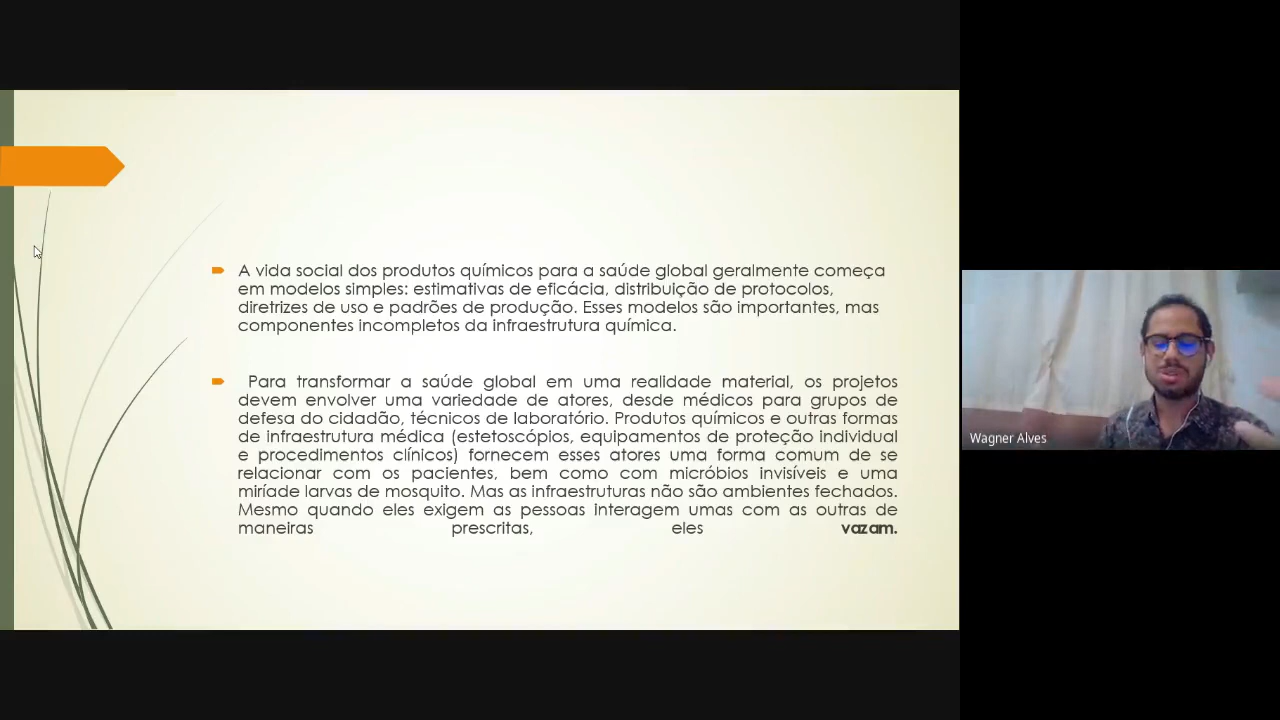 A vida social dos produtos químicos para a saúde global geralmente começa
em modelos simples: estimativas de eficácia, distribuição de protocolos,
diretrizes de uso e padrões de produção. Esses modelos são importantes, mas
componentes incompletos da infraestrutura química.
Para transformar a saúde global em uma realidade material, os projetos
devem envolver uma variedade de atores, desde médicos para grupos de
defesa do cidadão, técnicos de laboratório. Produtos químicos e outras formas
de infraestrutura médica (estetoscópios, equipamentos de proteção individual
e procedimentos clínicos) fornecem esses atores uma forma comum de se
relacionar com os pacientes, bem como com micróbios invisíveis e uma
miríade larvas de mosquito. Mas as infraestruturas não são ambientes fechados.
Mesmo quando eles exigem as pessoas interagem umas com as outras de
maneiras prescritas, eles vazam.
Wagner Alves